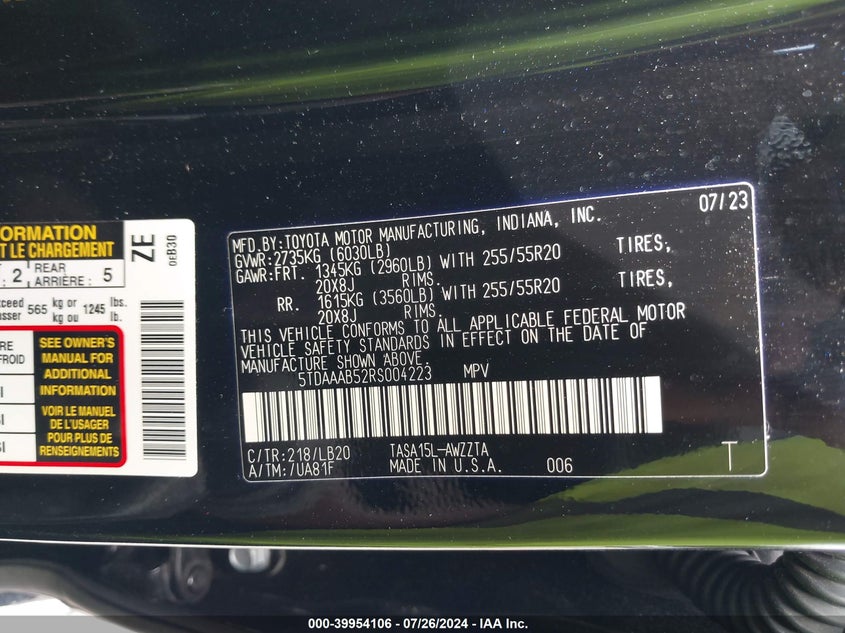 ORMATION
T LE CHARGEMENT
: 2 REAR ARRIÈRE : 5
xceed 565 kg or 1245 lbs.
asser kg ou lb.
RE
FROID
SEE OWNER'S
MANUAL FOR
ADDITIONAL
INFORMATION
VOIR LE MANUEL
DE L'USAGER
POUR PLUS DE
RENSEIGNEMENTS
ZE
0EB30
07/23
MFD.BY:TOYOTA MOTOR MANUFACTURING, INDIANA, INC.
GVWR:2735KG (6030LB)
GAWR:FRT. 1345KG (2960LB) WITH 255/55R20 TIRES,
20X8J RIMS.
RR. 1615KG (3560LB) WITH 255/55R20 TIRES,
20X8J RIMS.
THIS VEHICLE CONFORMS TO ALL APPLICABLE FEDERAL MOTOR
VEHICLE SAFETY STANDARDS IN EFFECT ON THE DATE OF
MANUFACTURE SHOWN ABOVE.
5TDAAAB52RS004223 MPV
C/TR:218/LB20 TASA15L-AWZZTA
A/TM:/UA81F MADE IN U.S.A. 006 T
000-39954106 - 07/26/2024 - IAA Inc.